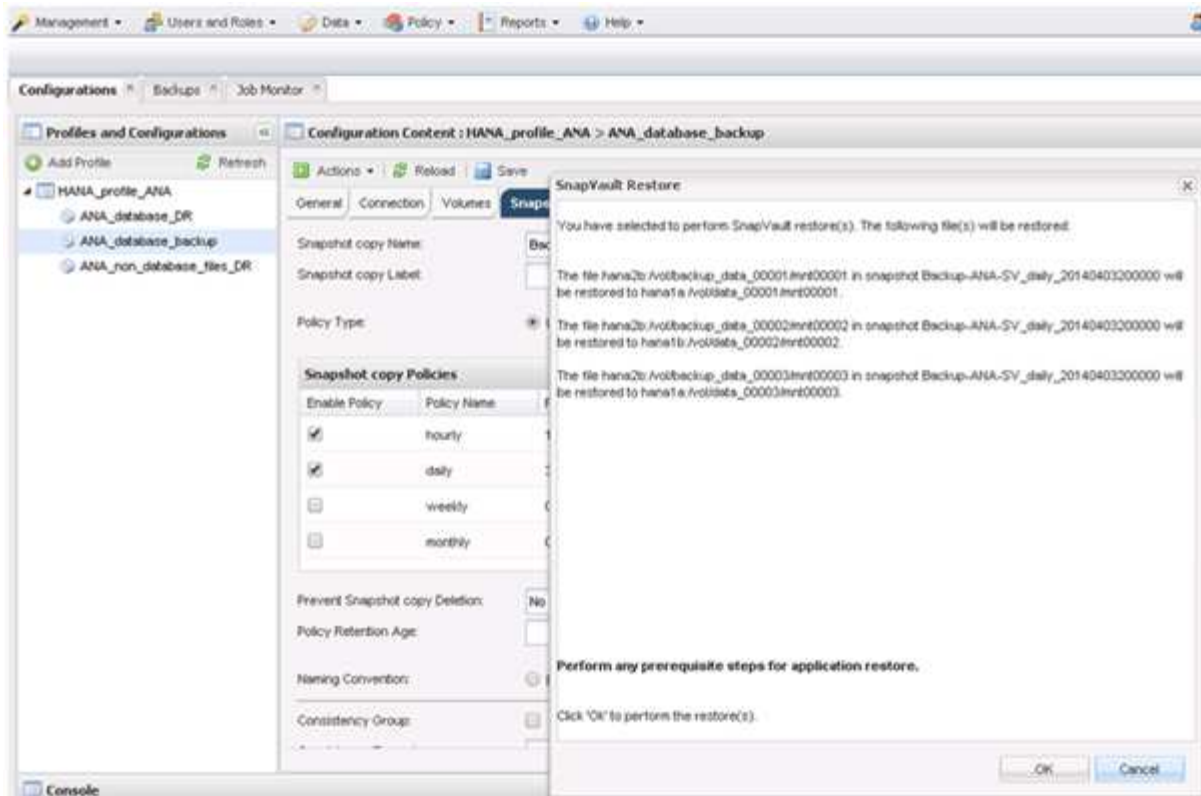 Management Users and Roles Data Policy Reports Help
Configurations Backups Job Monitor
Profiles and Configurations
Add Profile Refresh
HANA_profile_ANA
ANA_database_DR
ANA_database_backup
ANA_non_database_files_DR
Configuration Content : HANA_profile_ANA > ANA_database_backup
Actions Reload Save
General Connection Volumes Snaps
Snapshot copy Name: Bac
Snapshot copy Label:
Policy Type:
Snapshot copy Policies
Enable Policy Policy Name
hourly
daily
weekly
monthly
Prevent Snapshot copy Deletion: No
Policy Retention Age:
Naming Convention:
Consistency Group:
Console
SnapVault Restore
You have selected to perform SnapVault restore(s). The following file(s) will be restored:
The file hana2b:/vol/backup_data_00001/mnt00001 in snapshot Backup-ANA-SV_daily_20140403200000 will
be restored to hana1a:/vol/data_00001/mnt00001.
The file hana2b:/vol/backup_data_00002/mnt00002 in snapshot Backup-ANA-SV_daily_20140403200000 will
be restored to hana1b:/vol/data_00002/mnt00002.
The file hana2b:/vol/backup_data_00003/mnt00003 in snapshot Backup-ANA-SV_daily_20140403200000 will
be restored to hana1a:/vol/data_00003/mnt00003.
Perform any prerequisite steps for application restore.
Click 'Ok' to perform the restore(s).
OK Cancel